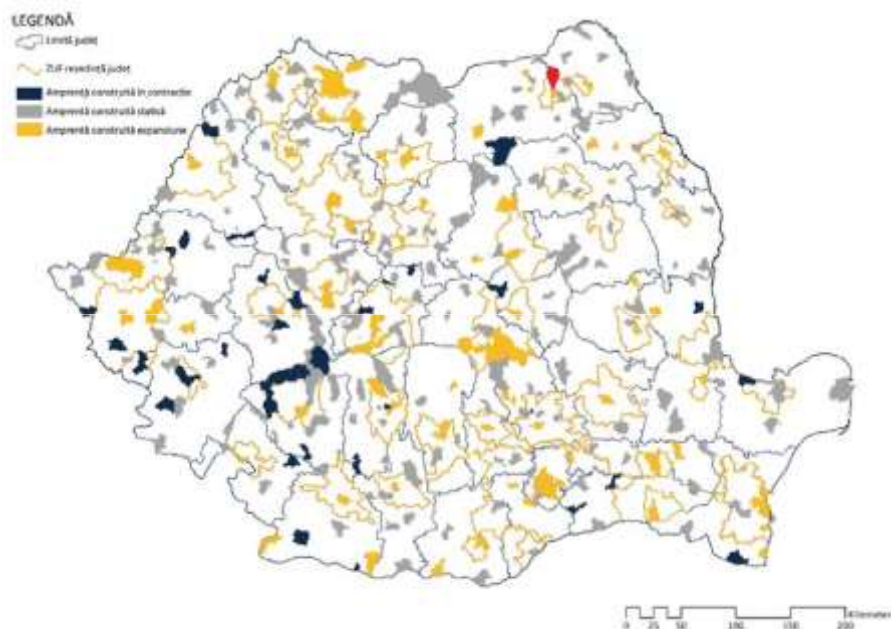 LEGENDĂ
Limită județ
ZUF reședință județ
Amprentă construită în contracție
Amprentă construită statică
Amprentă construită expansiune
Kilometers
0 25 50 100 150 200